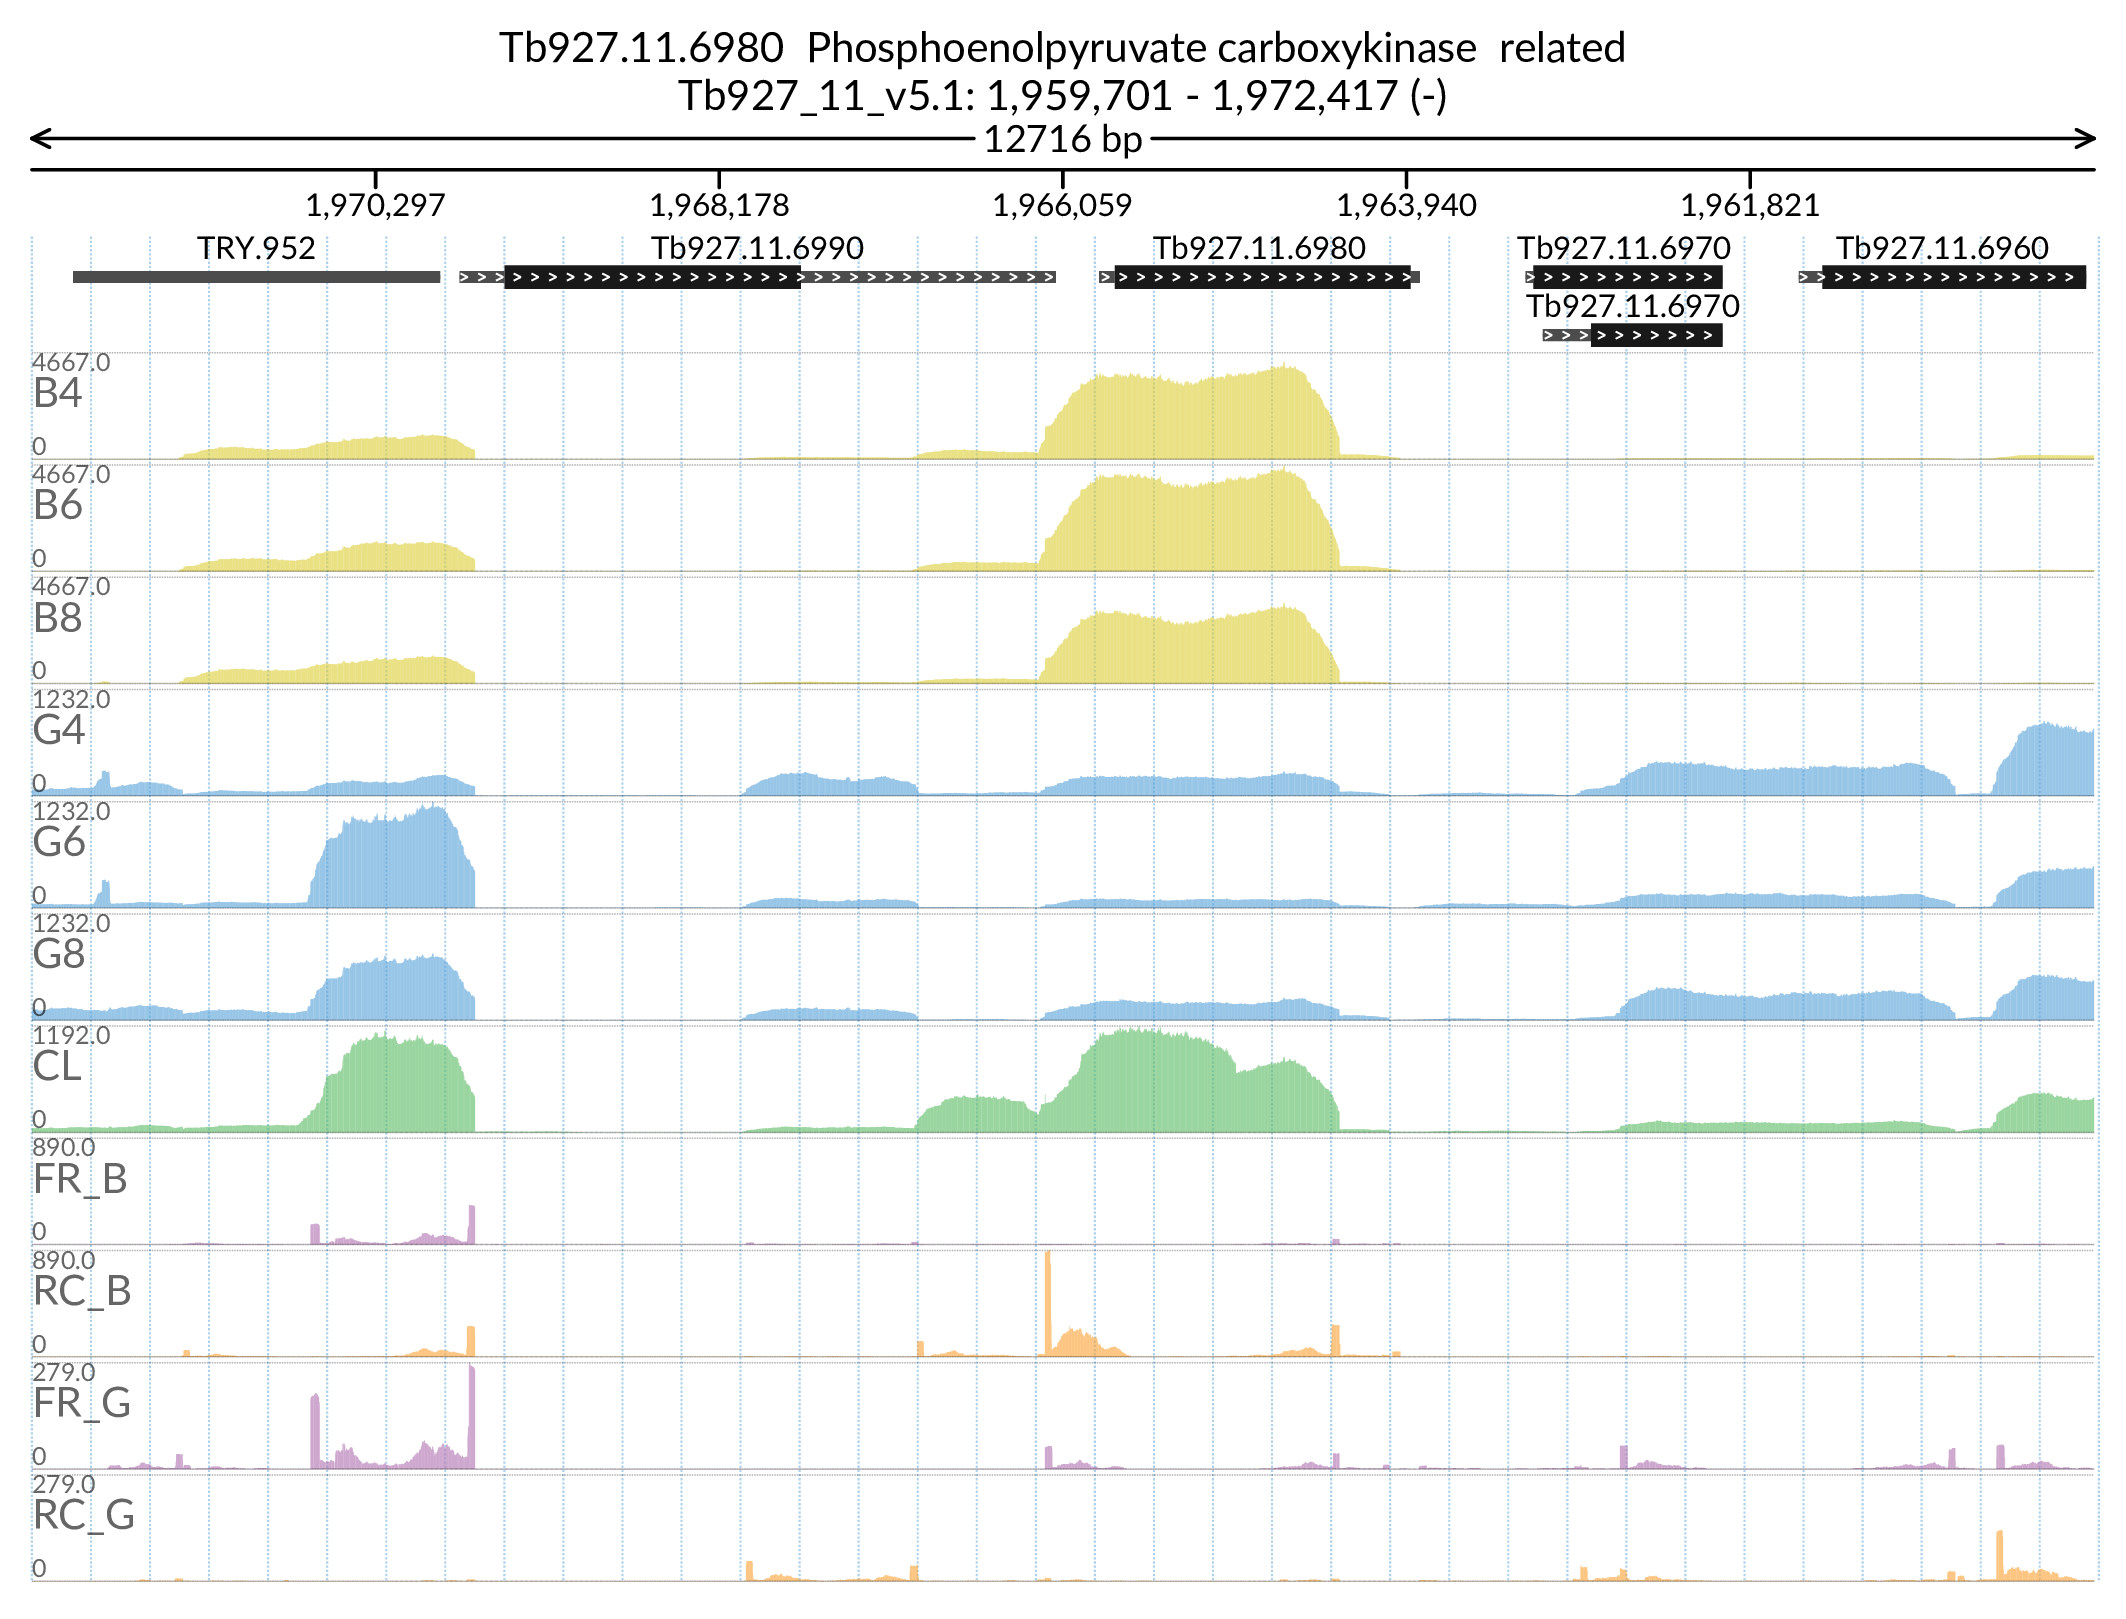 Tb927.11.6980  Phosphoenolpyruvate carboxykinase  related
Tb927_11_v5.1: 1,959,701 - 1,972,417 (-)
12716 bp
1,970,297 1,968,178 1,966,059 1,963,940 1,961,821
TRY.952 Tb927.11.6990 Tb927.11.6980 Tb927.11.6970 Tb927.11.6960
Tb927.11.6970
4667.0
B4
0
4667.0
B6
0
4667.0
B8
0
1232.0
G4
0
1232.0
G6
0
1232.0
G8
0
1192.0
CL
0
890.0
FR_B
0
890.0
RC_B
0
279.0
FR_G
0
279.0
RC_G
0